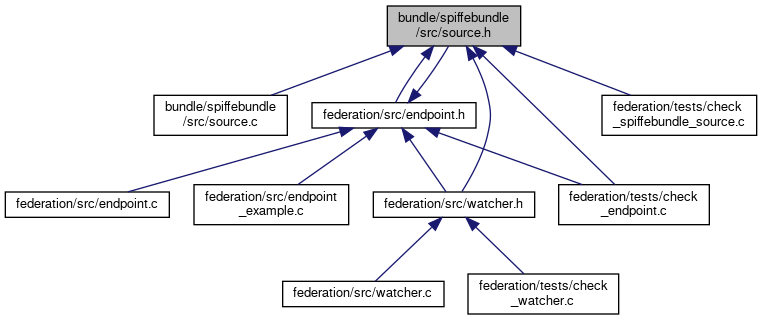 bundle/spiffebundle
/src/source.h
bundle/spiffebundle
/src/source.c
federation/src/endpoint.h
federation/tests/check
_spiffebundle_source.c
federation/src/endpoint.c
federation/src/endpoint
_example.c
federation/src/watcher.h
federation/tests/check
_endpoint.c
federation/src/watcher.c
federation/tests/check
_watcher.c